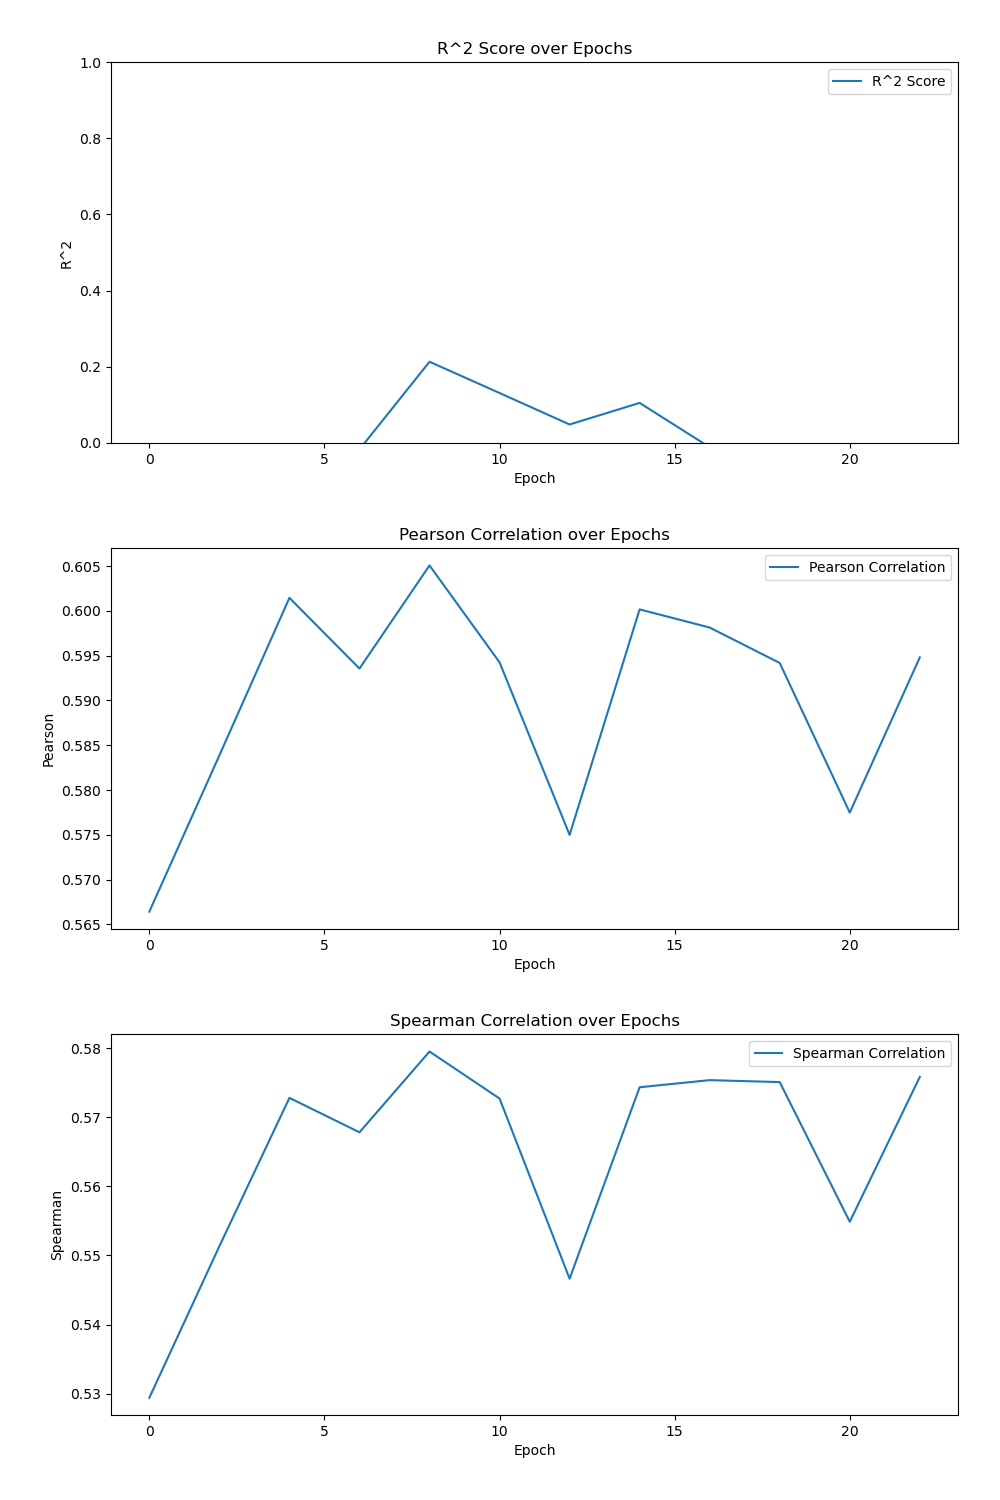 R^2 Score over Epochs
1.0
R^2 Score
0.8
0.6
R^2
0.4
0.2
0.0
0 5 10 15 20
Epoch
Pearson Correlation over Epochs
0.605
Pearson Correlation
0.600
0.595
0.590
0.585
Pearson
0.580
0.575
0.570
0.565
0 5 10 15 20
Epoch
Spearman Correlation over Epochs
0.58
Spearman Correlation
0.57
0.56
Spearman
0.55
0.54
0.53
0 5 10 15 20
Epoch